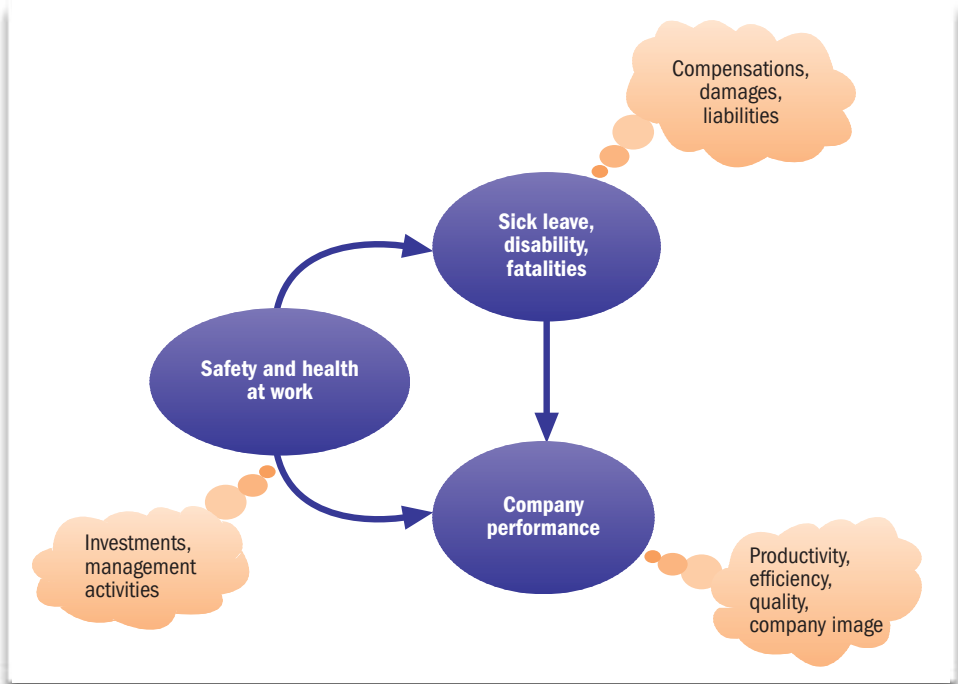 Compensations,
damages,
liabilities
Sick leave,
disability,
fatalities
Safety and health
at work
Company
performance
Investments,
management
activities
Productivity,
efficiency,
quality,
company image